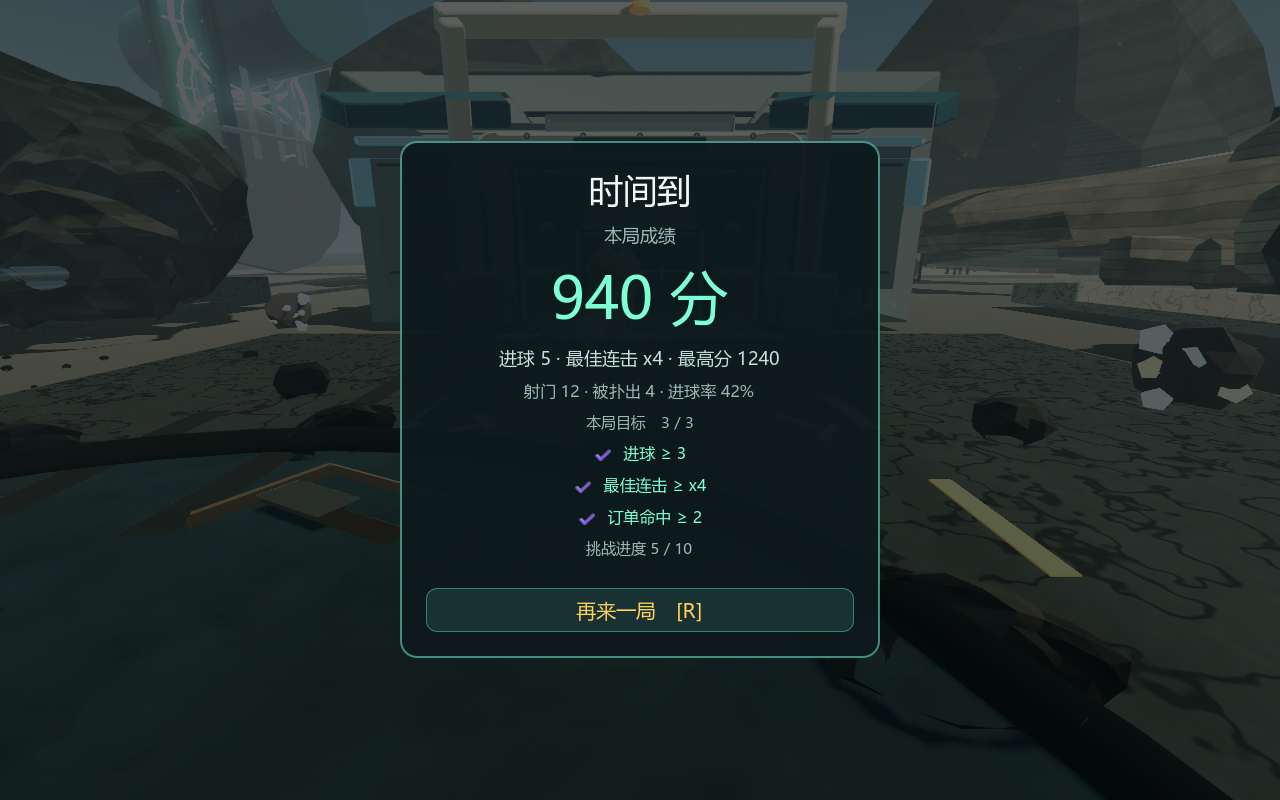 时间到
本局成绩
940 分
进球 5 · 最佳连击 x4 · 最高分 1240
射门 12 · 被扑出 4 · 进球率 42%
本局目标 3 / 3
进球 ≥ 3
最佳连击 ≥ x4
订单命中 ≥ 2
挑战进度 5 / 10
再来一局 [R]